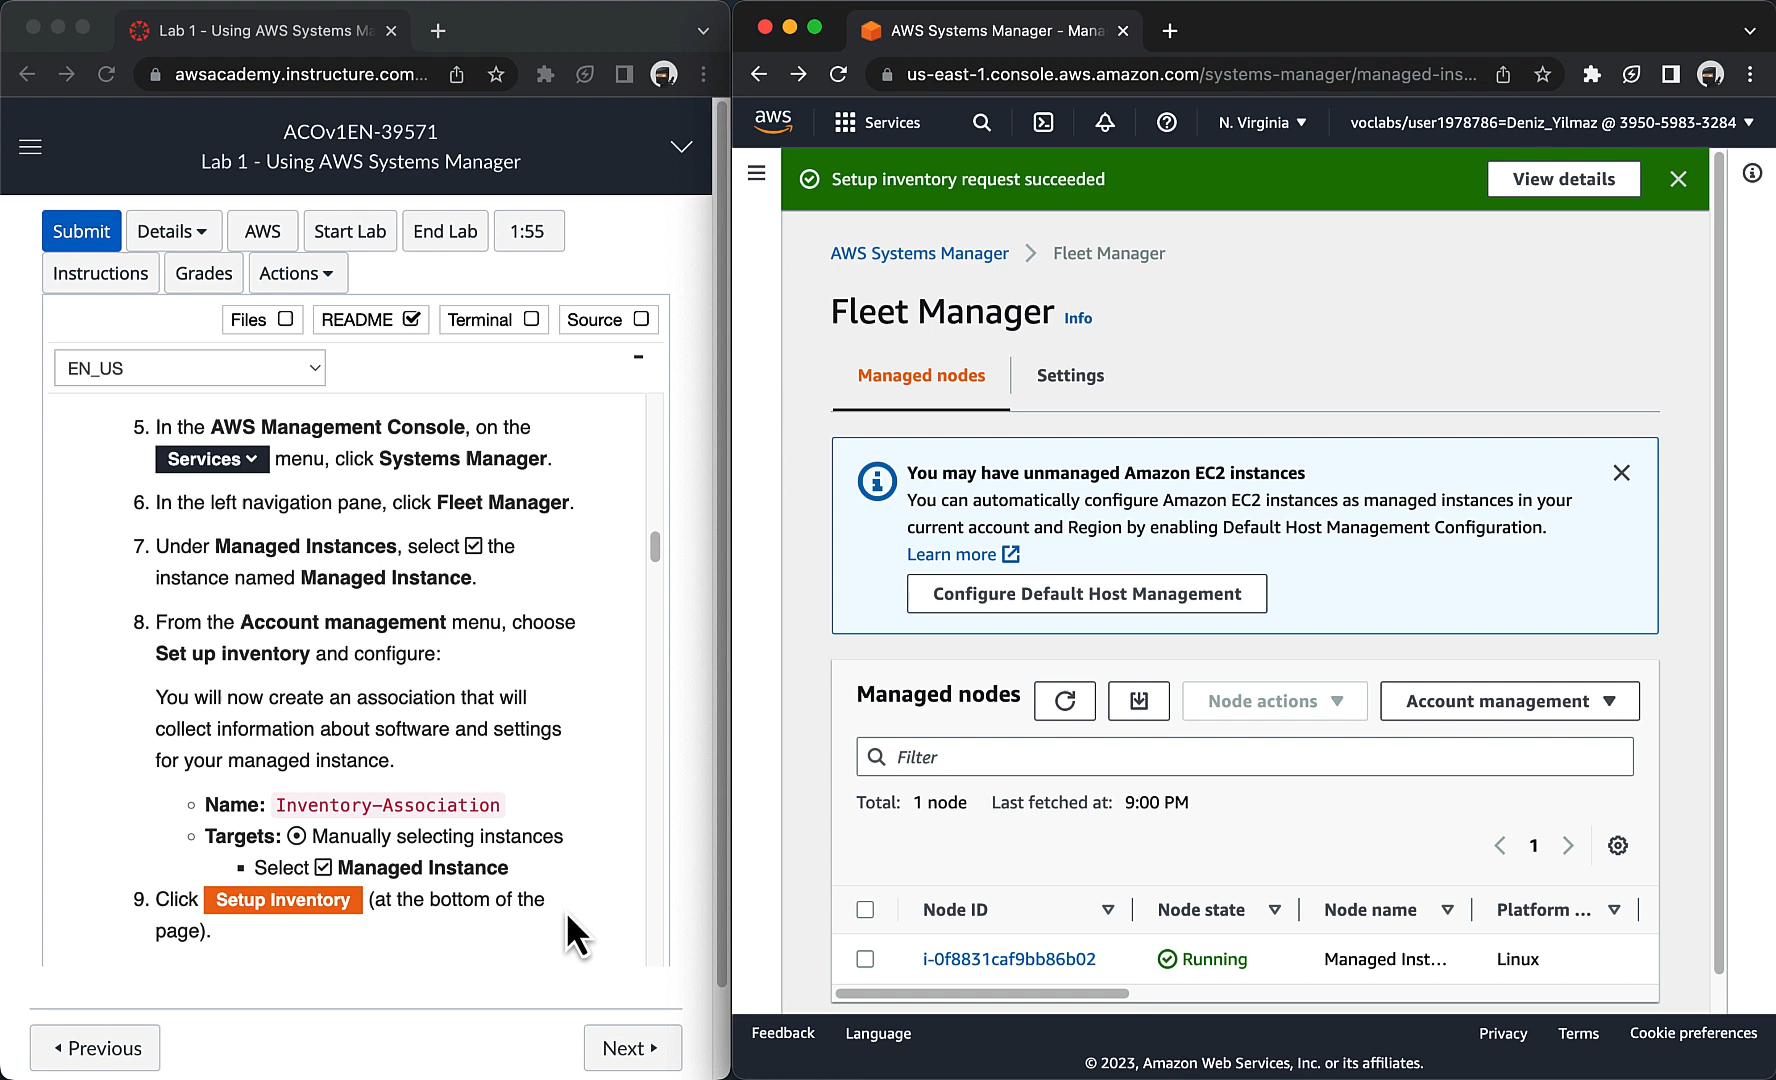 Lab 1 - Using AWS Systems Ma
awsacademy.instructure.com...
ACOv1EN-39571
Lab 1 - Using AWS Systems Manager
Submit
Details
AWS
Start Lab
End Lab
1:55
Instructions
Grades
Actions
Files
README
Terminal
Source
EN_US
5. In the AWS Management Console, on the
Services menu, click Systems Manager.
6. In the left navigation pane, click Fleet Manager.
7. Under Managed Instances, select the
instance named Managed Instance.
8. From the Account management menu, choose
Set up inventory and configure:
You will now create an association that will
collect information about software and settings
for your managed instance.
Name: Inventory-Association
Targets: Manually selecting instances
Select Managed Instance
9. Click Setup Inventory (at the bottom of the
page).
Previous
Next
AWS Systems Manager - Mana
us-east-1.console.aws.amazon.com/systems-manager/managed-ins...
aws
Services
N. Virginia
voclabs/user1978786=Deniz_Yilmaz @ 3950-5983-3284
Setup inventory request succeeded
View details
AWS Systems Manager
Fleet Manager
Fleet Manager
Info
Managed nodes
Settings
You may have unmanaged Amazon EC2 instances
You can automatically configure Amazon EC2 instances as managed instances in your
current account and Region by enabling Default Host Management Configuration.
Learn more
Configure Default Host Management
Managed nodes
Node actions
Account management
Filter
Total: 1 node
Last fetched at: 9:00 PM
1
Node ID
Node state
Node name
Platform ...
i-0f8831caf9bb86b02
Running
Managed Inst...
Linux
Feedback
Language
Privacy
Terms
Cookie preferences
© 2023, Amazon Web Services, Inc. or its affiliates.